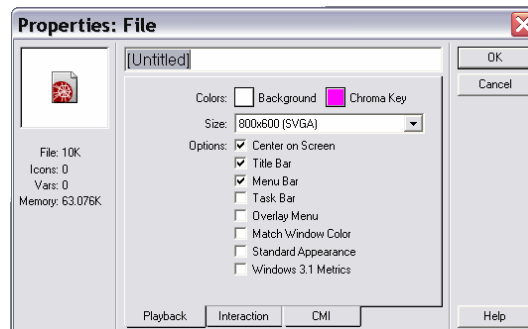 Properties: File
[Untitled]
OK
Cancel
Colors: Background Chroma Key
Size: 800x600 (SVGA)
Options: Center on Screen
Title Bar
Menu Bar
Task Bar
Overlay Menu
Match Window Color
Standard Appearance
Windows 3.1 Metrics
File: 10K
Icons: 0
Vars: 0
Memory: 63.076K
Playback Interaction CMI
Help